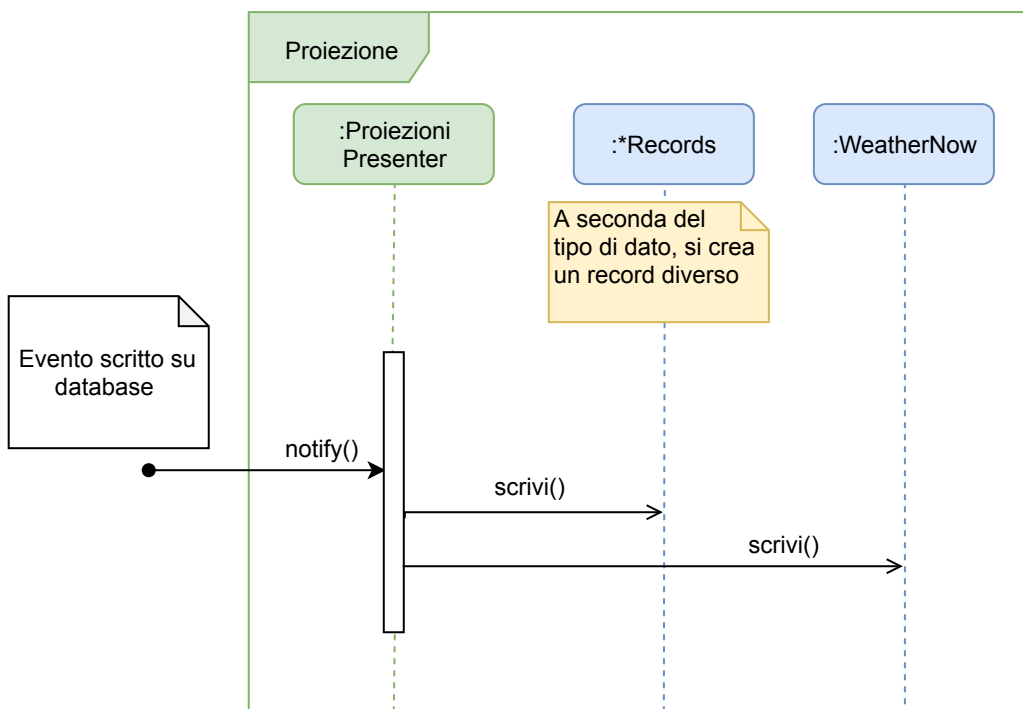 Proiezione
:Proiezioni
Presenter
:*Records
:WeatherNow
A seconda del
tipo di dato, si crea
un record diverso
Evento scritto su
database
notify()
scrivi()
scrivi()